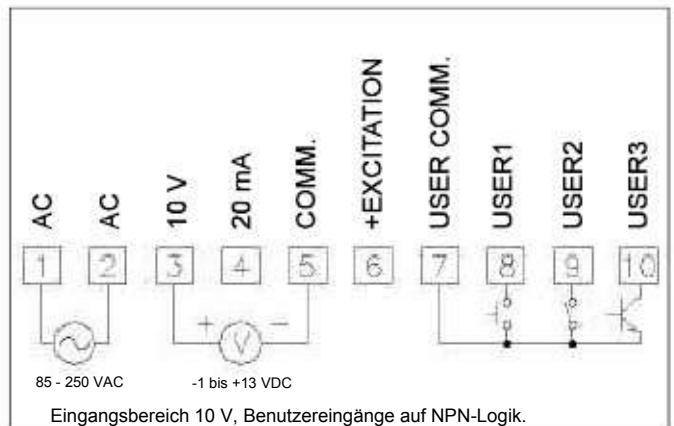 AC
AC
10 V
20 mA
COMM.
+EXCITATION
USER COMM.
USER1
USER2
USER3
1 2 3 4 5 6 7 8 9 10
+ V -
85 - 250 VAC
-1 bis +13 VDC
Eingangsbereich 10 V, Benutzereingänge auf NPN-Logik.